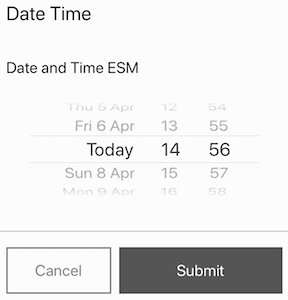 Date Time
Date and Time ESM
Thu 5 Apr 12 54
Fri 6 Apr 13 55
Today 14 56
Sun 8 Apr 15 57
Mon 9 Apr 16 58
Cancel Submit